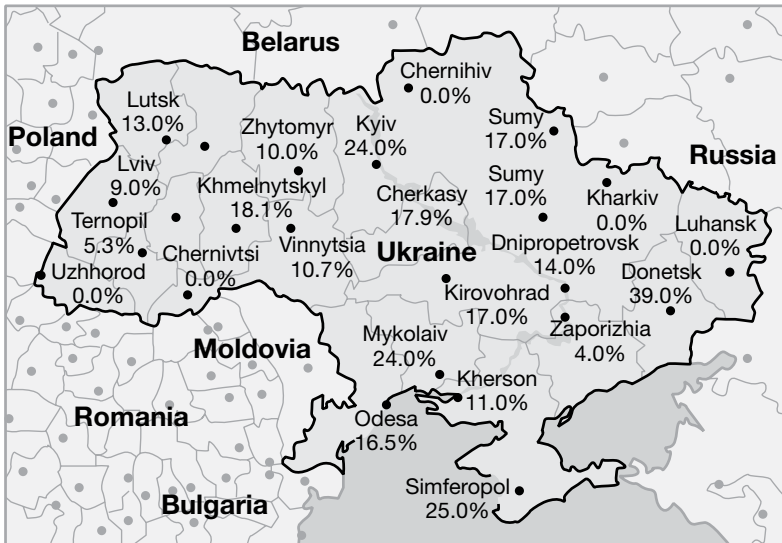 Belarus
Chernihiv
0.0%
Lutsk
13.0%
Zhytomyr
10.0%
Kyiv
24.0%
Sumy
17.0%
Poland
Russia
Lviv
9.0%
Khmelnytskyl
18.1%
Cherkasy
17.9%
Sumy
17.0%
Kharkiv
0.0%
Ternopil
5.3%
Luhansk
0.0%
Chernivtsi
0.0%
Vinnytsia
10.7%
Ukraine
Dnipropetrovsk
14.0%
Uzhhorod
0.0%
Donetsk
39.0%
Kirovohrad
17.0%
Zaporizhia
4.0%
Moldovia
Mykolaiv
24.0%
Kherson
11.0%
Romania
Odesa
16.5%
Bulgaria
Simferopol
25.0%